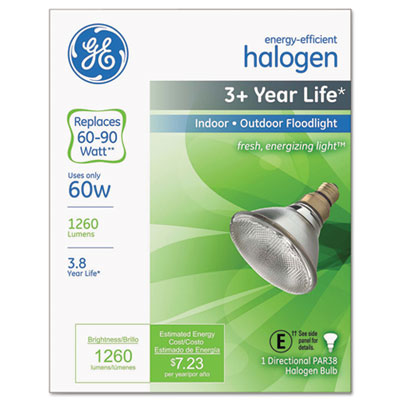 GE
energy-efficient
halogen
3+ Year Life*
Indoor • Outdoor Floodlight
fresh, energizing light™
Replaces
60-90
Watt**
Uses only
60w
1260
Lumens
3.8
Year Life*
Brightness/Brillo
1260
lumens/lúmenes
Estimated Energy
Cost/Costo
Estimado de Energía
$7.23
per year/por año
E
†† See side
panel for
details.
1 Directional PAR38
Halogen Bulb